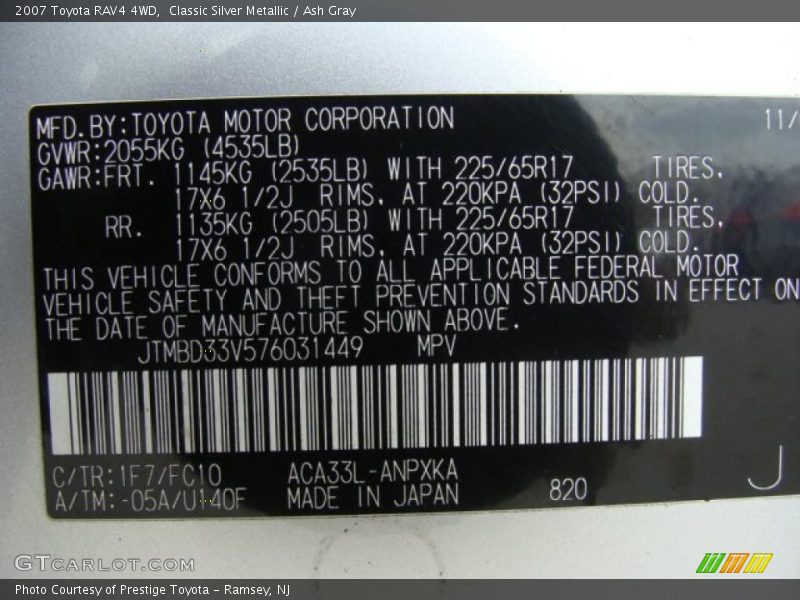 2007 Toyota RAV4 4WD,  Classic Silver Metallic / Ash Gray
MFD.BY:TOYOTA MOTOR CORPORATION 11/
GVWR:2055KG (4535LB)
GAWR:FRT. 1145KG (2535LB) WITH 225/65R17 TIRES,
17X6 1/2J RIMS, AT 220KPA (32PSI) COLD.
RR. 1135KG (2505LB) WITH 225/65R17 TIRES,
17X6 1/2J RIMS, AT 220KPA (32PSI) COLD.
THIS VEHICLE CONFORMS TO ALL APPLICABLE FEDERAL MOTOR
VEHICLE SAFETY AND THEFT PREVENTION STANDARDS IN EFFECT ON
THE DATE OF MANUFACTURE SHOWN ABOVE.
JTMBD33V576031449 MPV
C/TR:1F7/FC10 ACA33L-ANPXKA
A/TM:-05A/U140F MADE IN JAPAN 820 J
GTCARLOT.COM
Photo Courtesy of Prestige Toyota - Ramsey, NJ